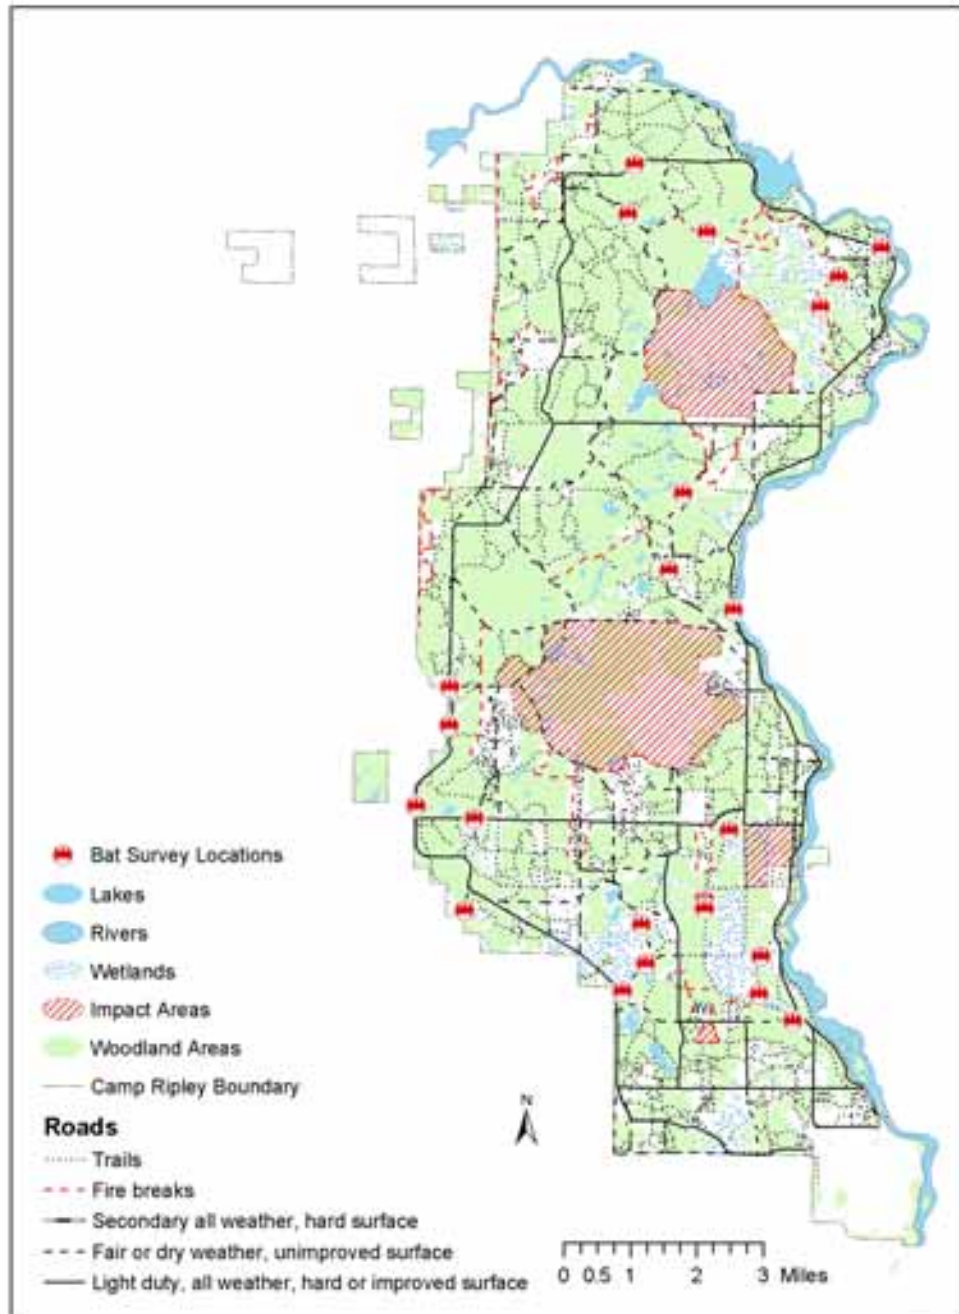 Bat Survey Locations
Lakes
Rivers
Wetlands
Impact Areas
Woodland Areas
Camp Ripley Boundary
Roads
Trails
Fire breaks
Secondary all weather, hard surface
Fair or dry weather, unimproved surface
Light duty, all weather, hard or improved surface
N
0 0.5 1 2 3 Miles